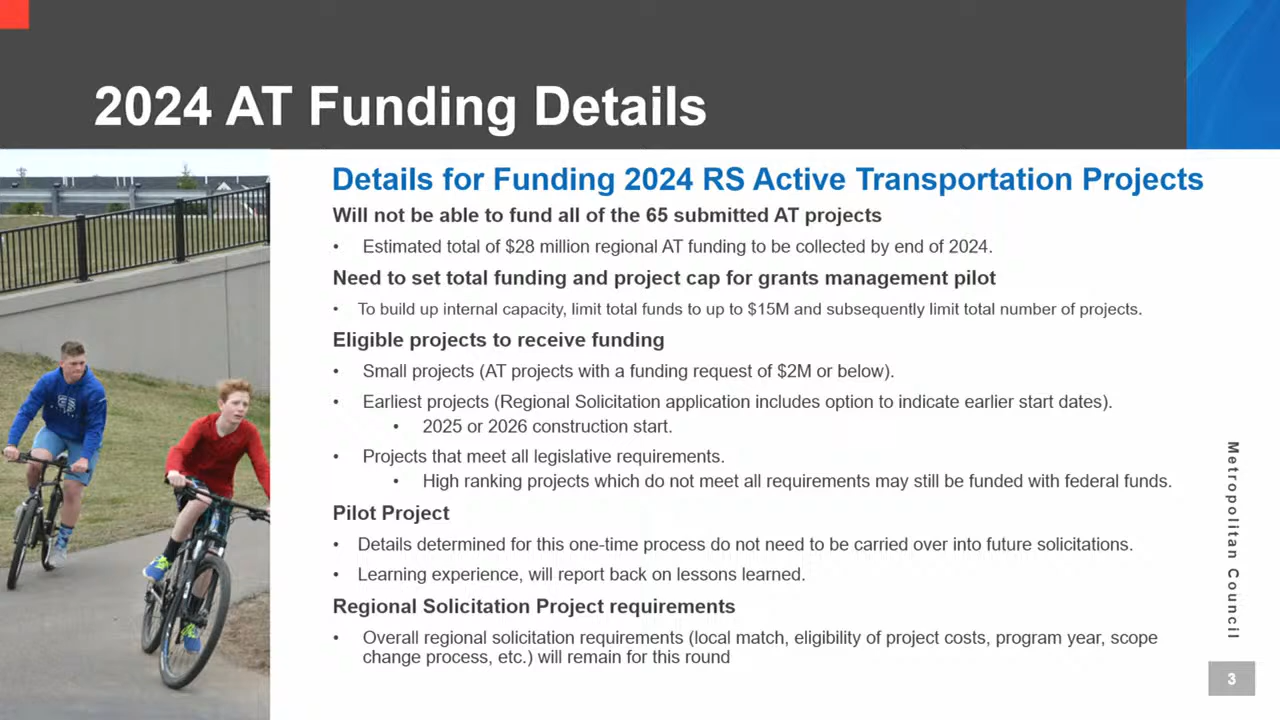 2024 AT Funding Details
Details for Funding 2024 RS Active Transportation Projects
Will not be able to fund all of the 65 submitted AT projects
• Estimated total of $28 million regional AT funding to be collected by end of 2024.
Need to set total funding and project cap for grants management pilot
• To build up internal capacity, limit total funds to up to $15M and subsequently limit total number of projects.
Eligible projects to receive funding
• Small projects (AT projects with a funding request of $2M or below).
• Earliest projects (Regional Solicitation application includes option to indicate earlier start dates).
• 2025 or 2026 construction start.
• Projects that meet all legislative requirements.
• High ranking projects which do not meet all requirements may still be funded with federal funds.
Pilot Project
• Details determined for this one-time process do not need to be carried over into future solicitations.
• Learning experience, will report back on lessons learned.
Regional Solicitation Project requirements
• Overall regional solicitation requirements (local match, eligibility of project costs, program year, scope
change process, etc.) will remain for this round
Metropolitan Council
3